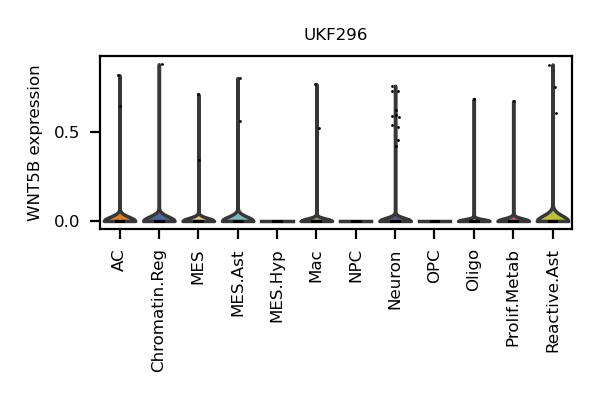 UKF296
WNT5B expression
0.5
0.0
AC
Chromatin.Reg
MES
MES.Ast
MES.Hyp
Mac
NPC
Neuron
OPC
Oligo
Prolif.Metab
Reactive.Ast